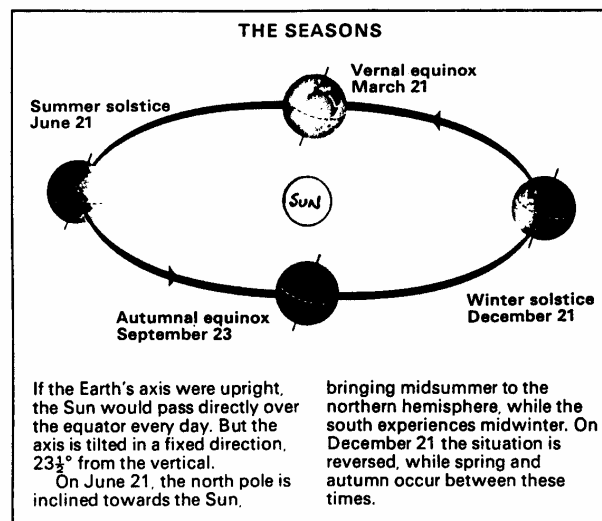 THE SEASONS
Vernal equinox
March 21
Summer solstice
June 21
SUN
Autumnal equinox
September 23
Winter solstice
December 21
If the Earth's axis were upright,
the Sun would pass directly over
the equator every day. But the
axis is tilted in a fixed direction,
23½° from the vertical.
On June 21, the north pole is
inclined towards the Sun,
bringing midsummer to the
northern hemisphere, while the
south experiences midwinter. On
December 21 the situation is
reversed, while spring and
autumn occur between these
times.